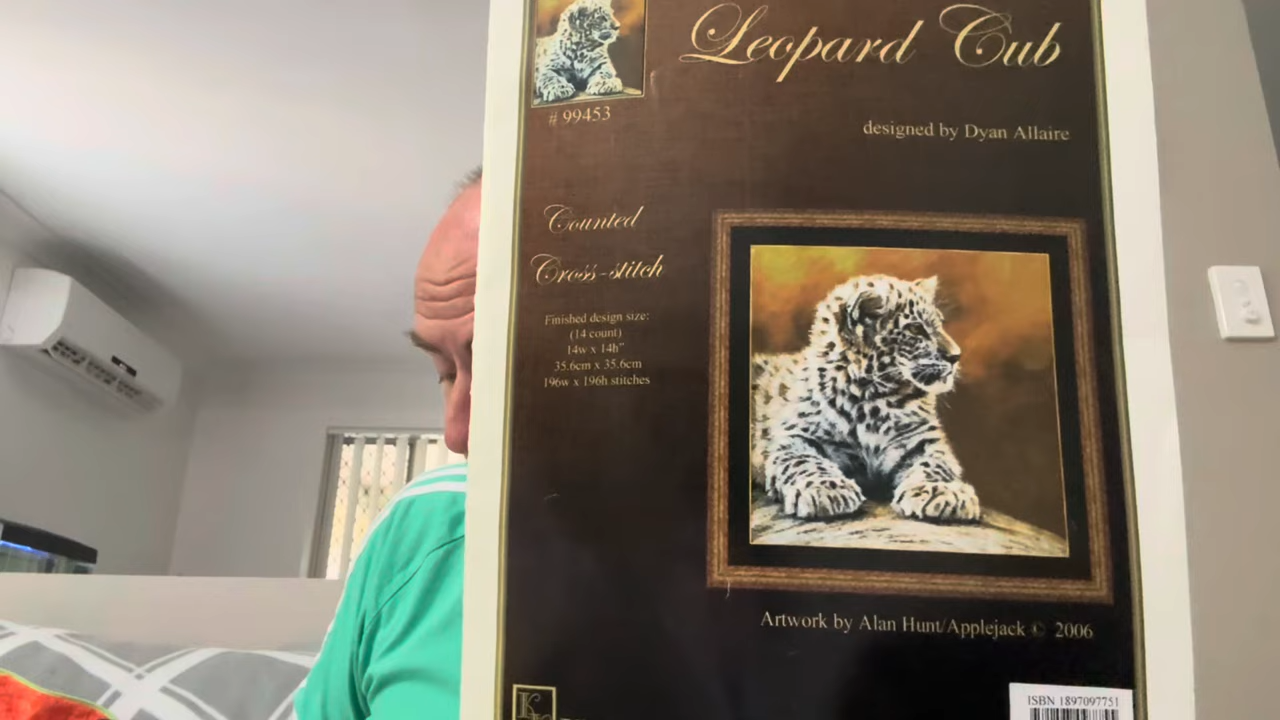 Leopard Cub
# 99453
designed by Dyan Allaire
Counted
Cross-stitch
Finished design size:
(14 count)
14w x 14h"
35.6cm x 35.6cm
196w x 196h stitches
Artwork by Alan Hunt/Applejack © 2006
ISBN 1897097751